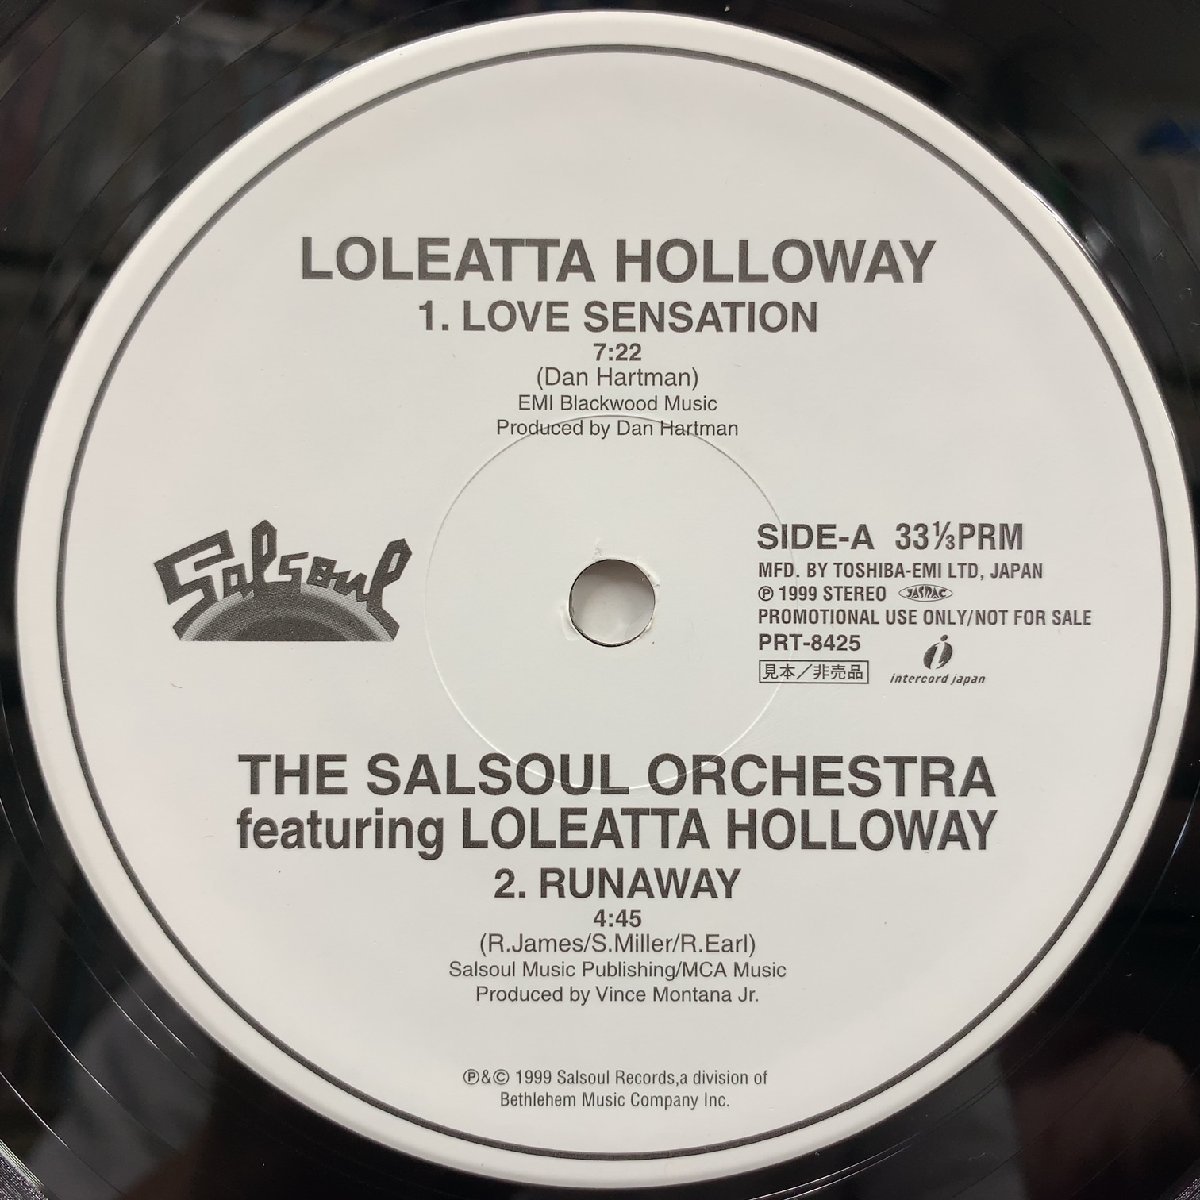 LOLEATTA HOLLOWAY
1. LOVE SENSATION
7:22
(Dan Hartman)
EMI Blackwood Music
Produced by Dan Hartman
Salsoul
SIDE-A 33⅓PRM
MFD. BY TOSHIBA-EMI LTD, JAPAN
℗ 1999 STEREO JASRAC
PROMOTIONAL USE ONLY/NOT FOR SALE
PRT-8425
見本/非売品
intercord japan
THE SALSOUL ORCHESTRA
featuring LOLEATTA HOLLOWAY
2. RUNAWAY
4:45
(R.James/S.Miller/R.Earl)
Salsoul Music Publishing/MCA Music
Produced by Vince Montana Jr.
℗&© 1999 Salsoul Records,a division of
Bethlehem Music Company Inc.